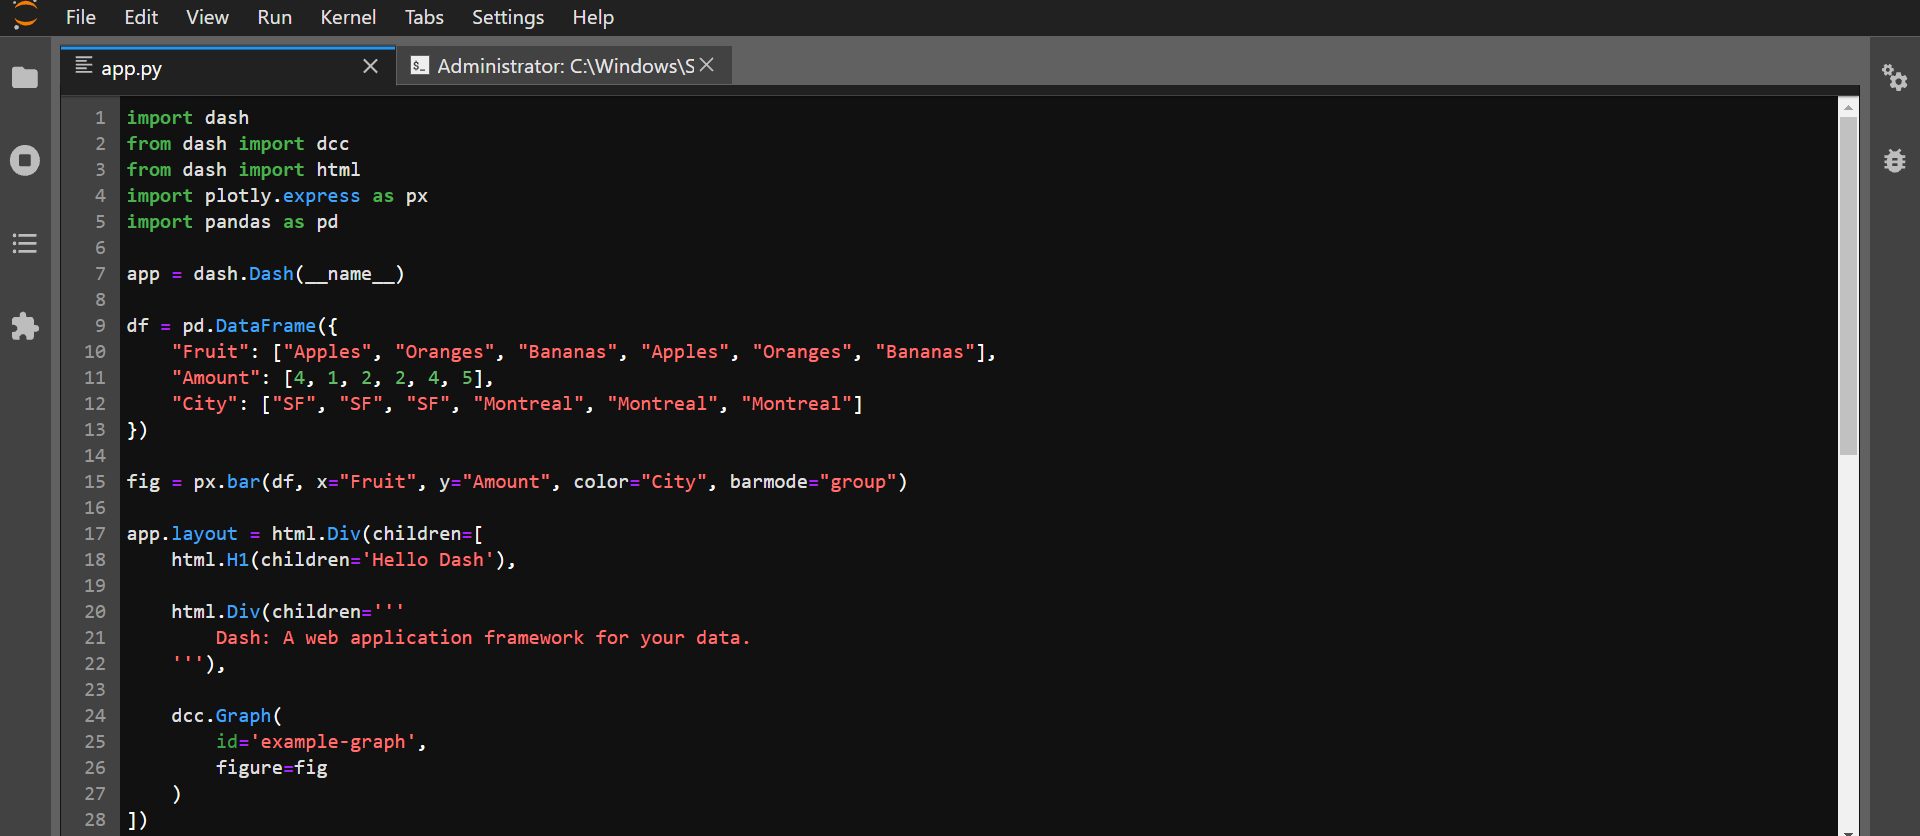 File Edit View Run Kernel Tabs Settings Help
app.py
Administrator: C:\Windows\S
1 import dash
2 from dash import dcc
3 from dash import html
4 import plotly.express as px
5 import pandas as pd
6
7 app = dash.Dash(__name__)
8
9 df = pd.DataFrame({
10     "Fruit": ["Apples", "Oranges", "Bananas", "Apples", "Oranges", "Bananas"],
11     "Amount": [4, 1, 2, 2, 4, 5],
12     "City": ["SF", "SF", "SF", "Montreal", "Montreal", "Montreal"]
13 })
14
15 fig = px.bar(df, x="Fruit", y="Amount", color="City", barmode="group")
16
17 app.layout = html.Div(children=[
18     html.H1(children='Hello Dash'),
19
20     html.Div(children='''
21         Dash: A web application framework for your data.
22     '''),
23
24     dcc.Graph(
25         id='example-graph',
26         figure=fig
27     )
28 ])